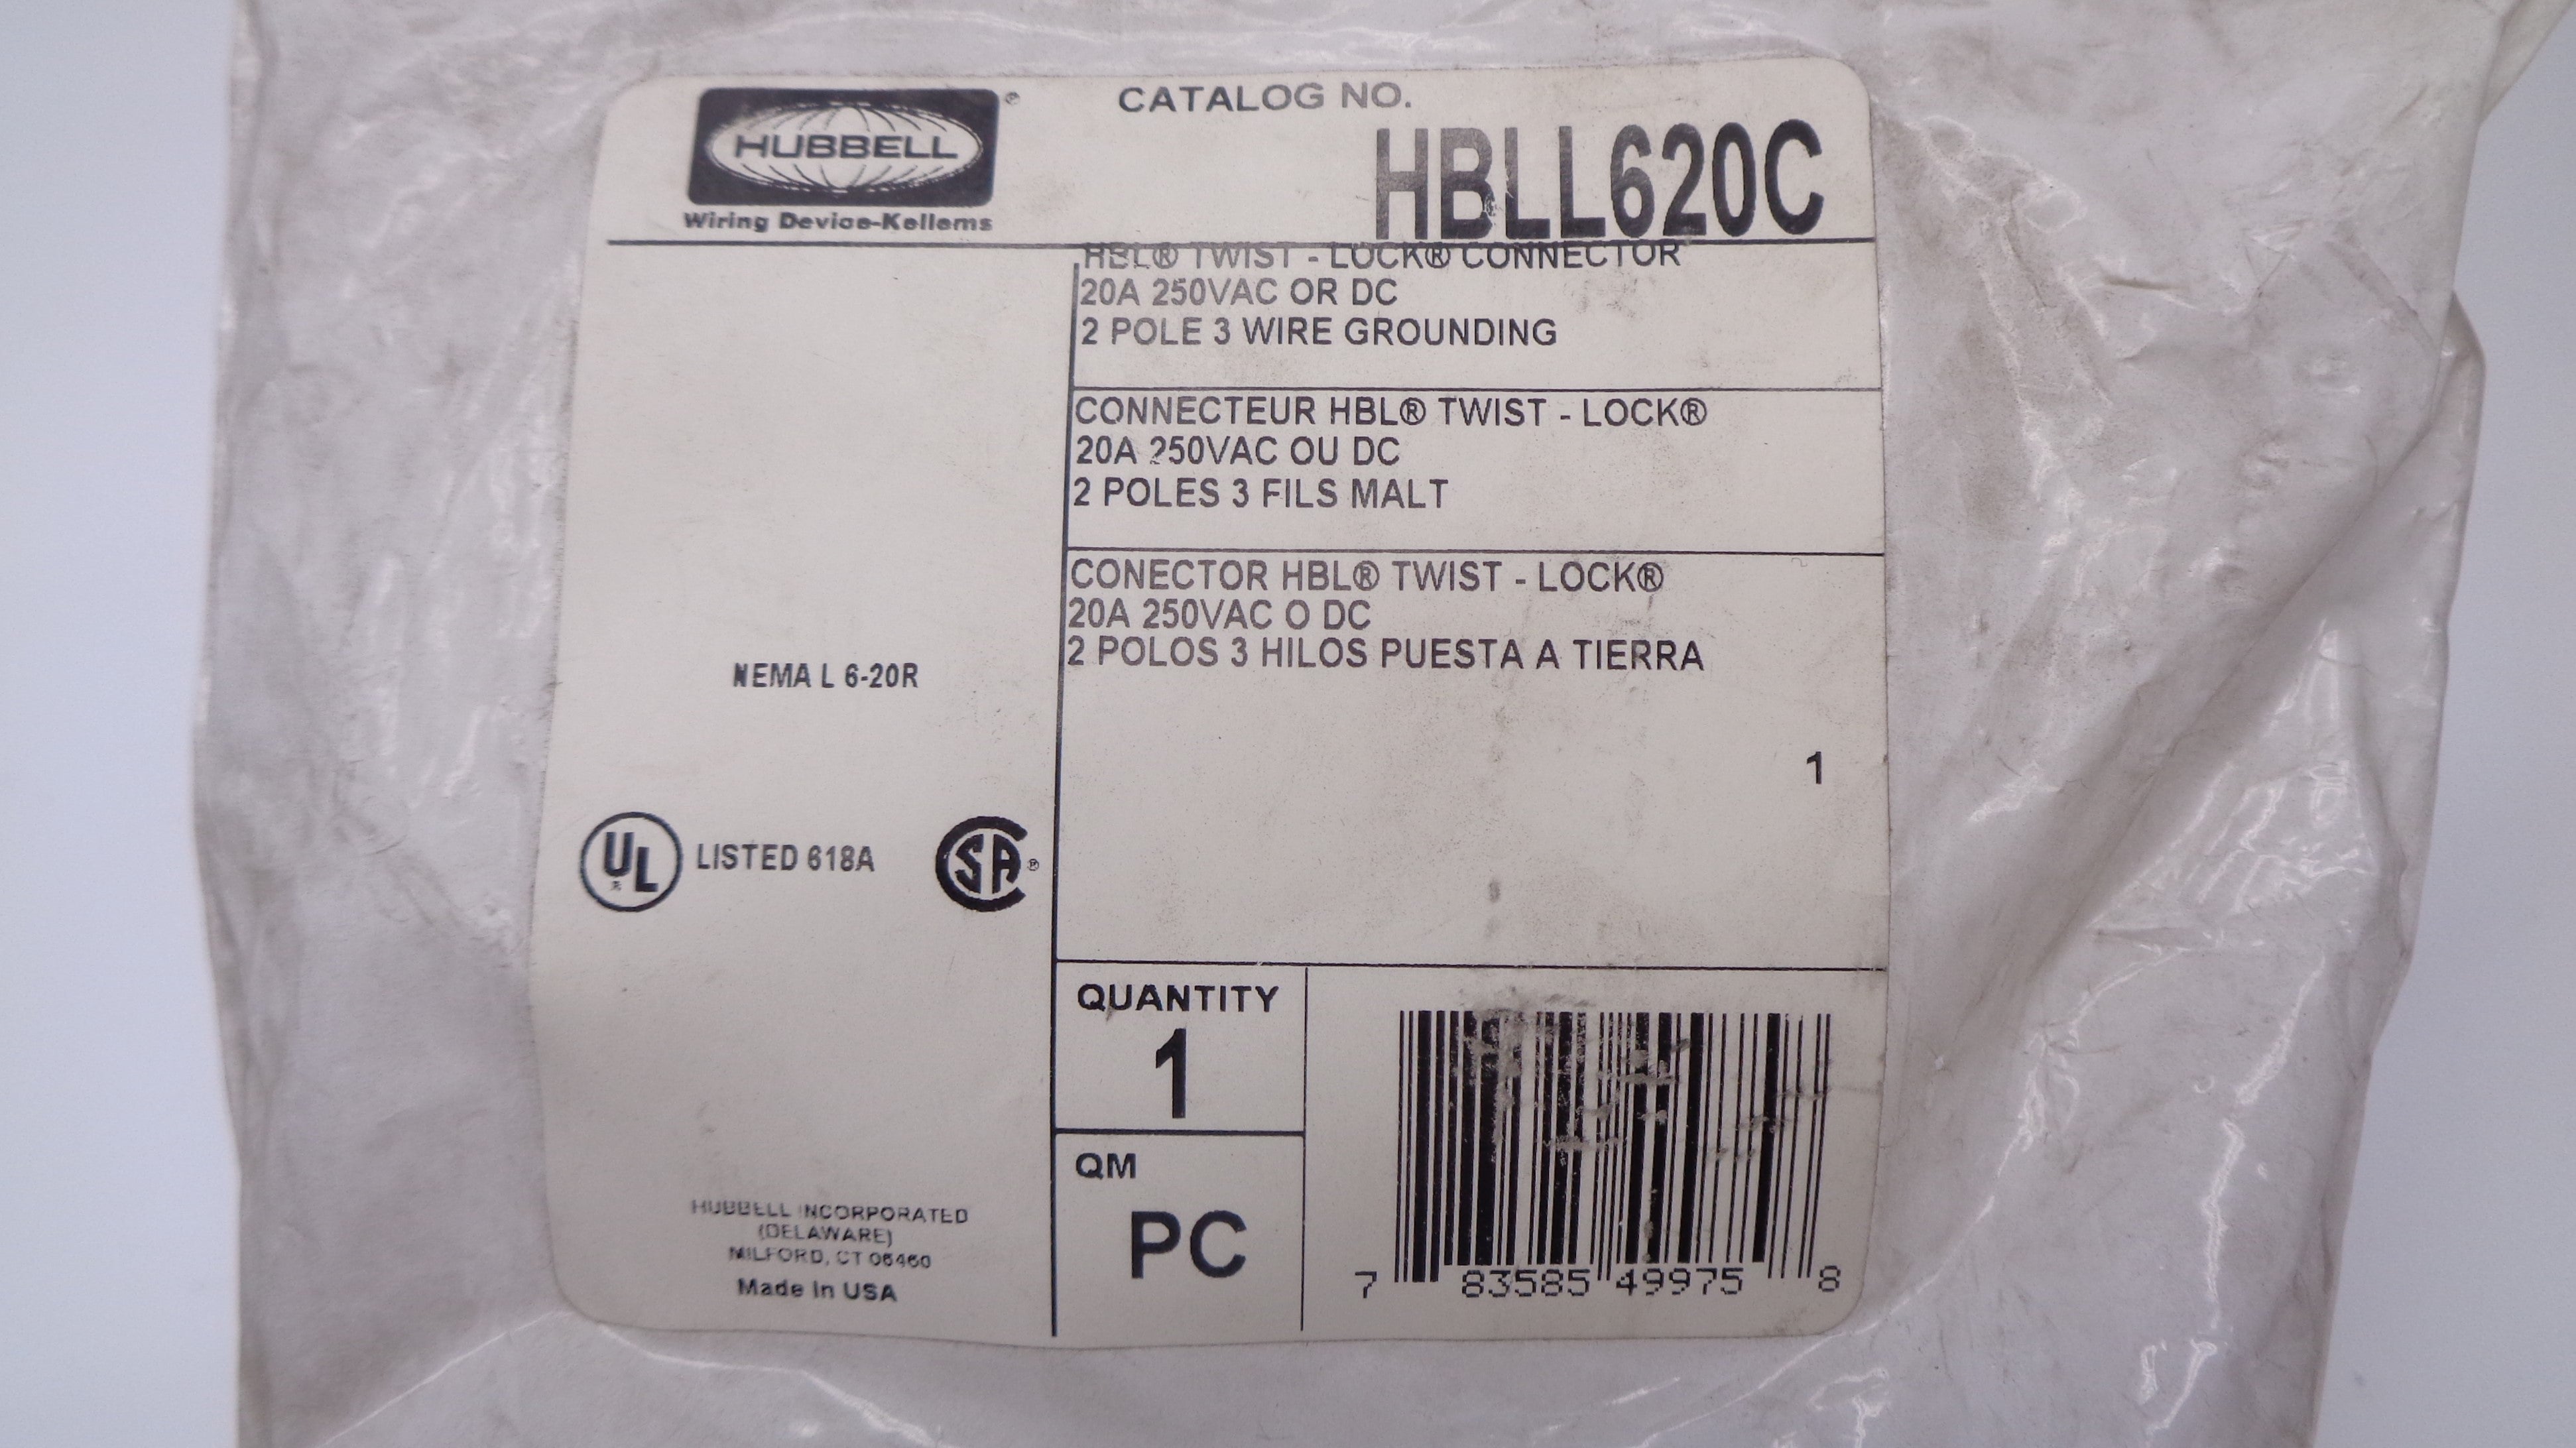 HUBBELL®
Wiring Device-Kellems
CATALOG NO.
HBLL620C
HBL® TWIST - LOCK® CONNECTOR
20A 250VAC OR DC
2 POLE 3 WIRE GROUNDING
CONNECTEUR HBL® TWIST - LOCK®
20A 250VAC OU DC
2 POLES 3 FILS MALT
CONECTOR HBL® TWIST - LOCK®
20A 250VAC O DC
2 POLOS 3 HILOS PUESTA A TIERRA
1
NEMA L 6-20R
UL® LISTED 618A
CSA®
QUANTITY
1
QM
PC
HUBBELL INCORPORATED
(DELAWARE)
MILFORD, CT 06460
Made In USA
7 83585 49975 8